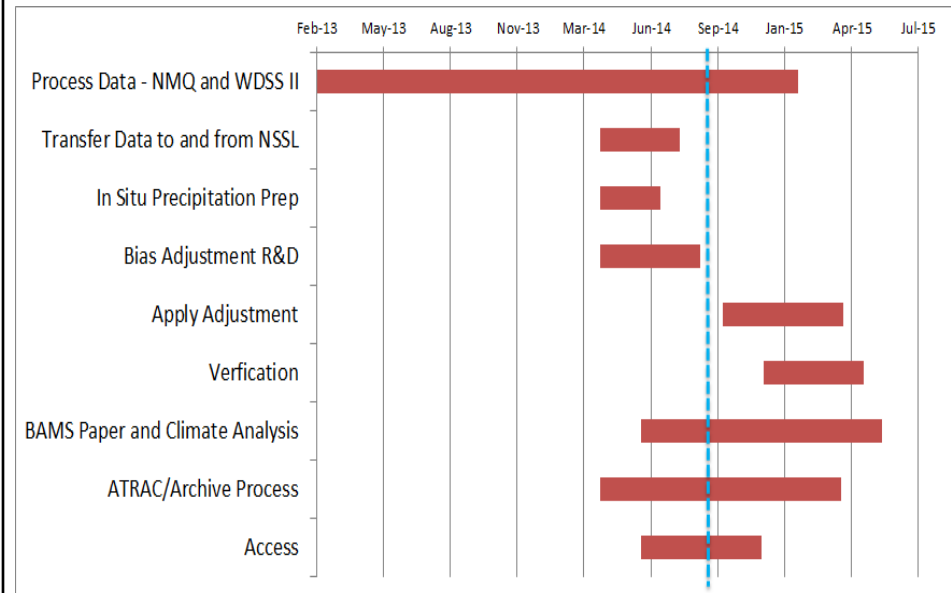 Feb-13 May-13 Aug-13 Nov-13 Mar-14 Jun-14 Sep-14 Jan-15 Apr-15 Jul-15
Process Data - NMQ and WDSS II
Transfer Data to and from NSSL
In Situ Precipitation Prep
Bias Adjustment R&D
Apply Adjustment
Verfication
BAMS Paper and Climate Analysis
ATRAC/Archive Process
Access